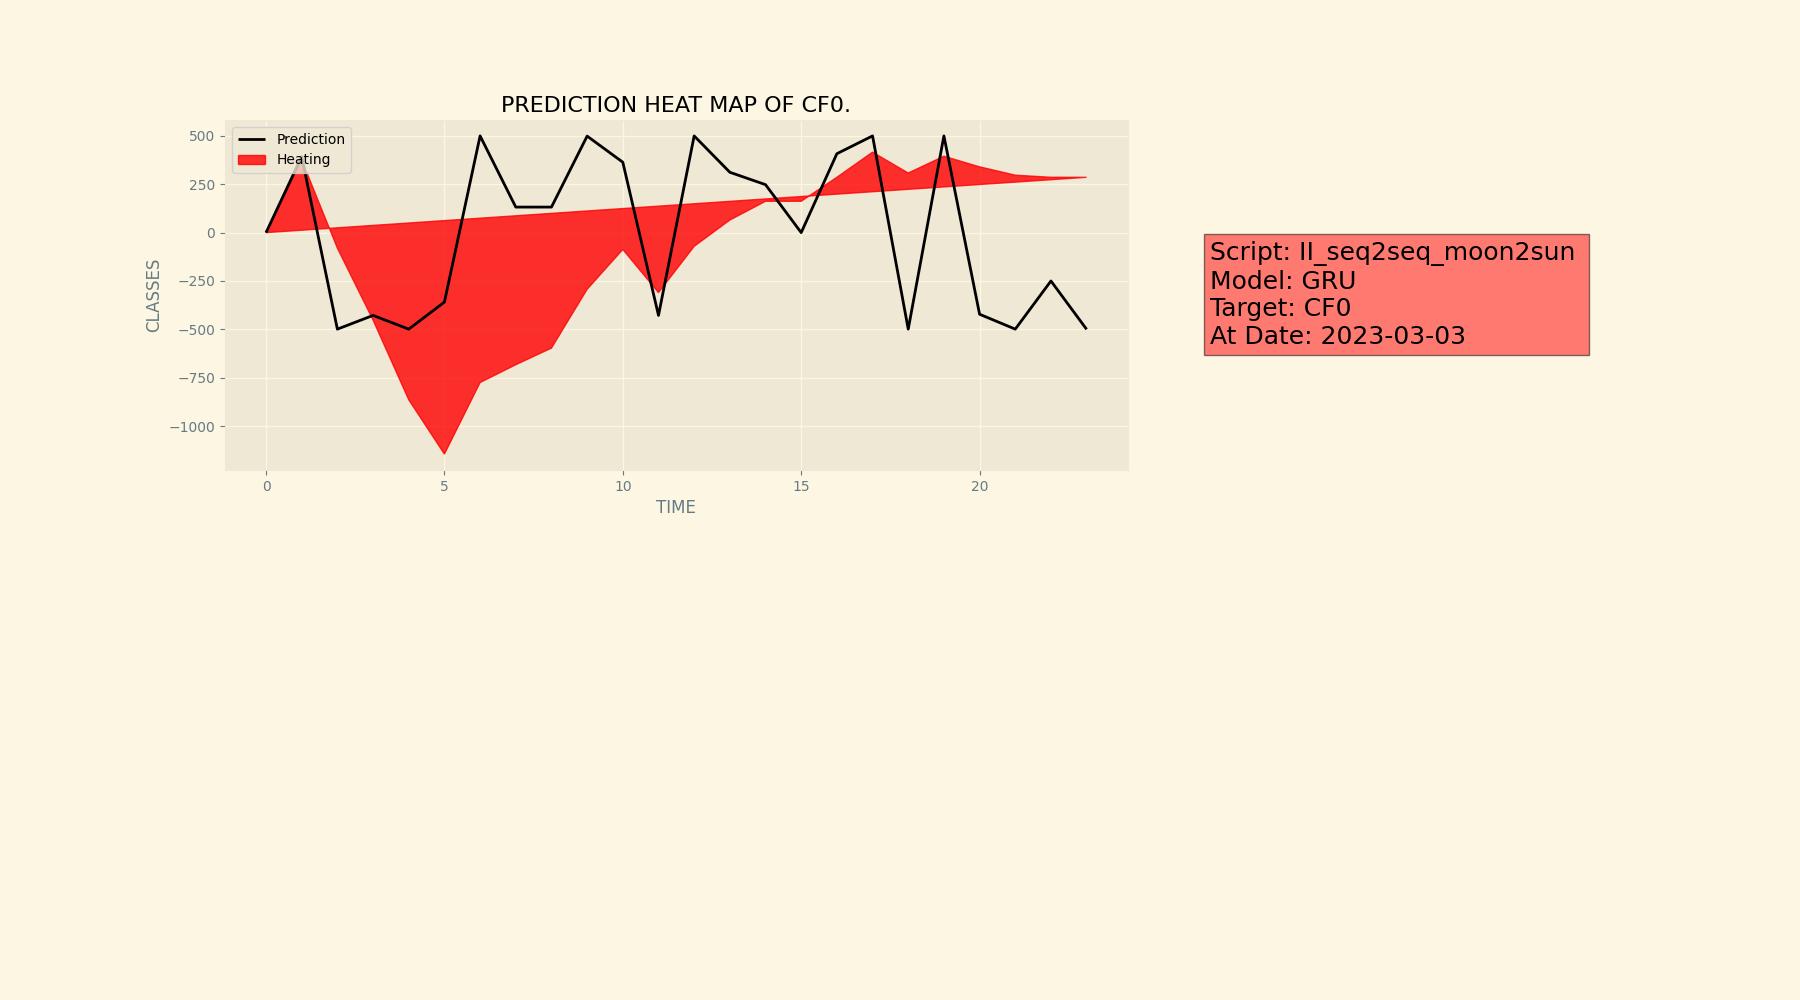 PREDICTION HEAT MAP OF CF0.
Prediction
Heating
500
250
0
−250
−500
−750
−1000
CLASSES
0 5 10 15 20
TIME
Script: II_seq2seq_moon2sun
Model: GRU
Target: CF0
At Date: 2023-03-03